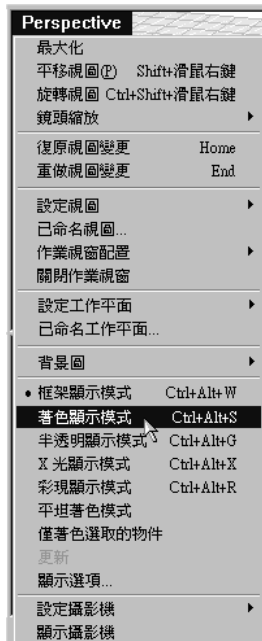 Perspective
最大化
平移視圖(P) Shift+滑鼠右鍵
旋轉視圖 Ctrl+Shift+滑鼠右鍵
鏡頭縮放
復原視圖變更 Home
重做視圖變更 End
設定視圖
已命名視圖...
作業視窗配置
關閉作業視窗
設定工作平面
已命名工作平面...
背景圖
框架顯示模式 Ctrl+Alt+W
著色顯示模式 Ctrl+Alt+S
半透明顯示模式 Ctrl+Alt+G
X 光顯示模式 Ctrl+Alt+X
彩現顯示模式 Ctrl+Alt+R
平坦著色模式
僅著色選取的物件
更新
顯示選項...
設定攝影機
顯示攝影機